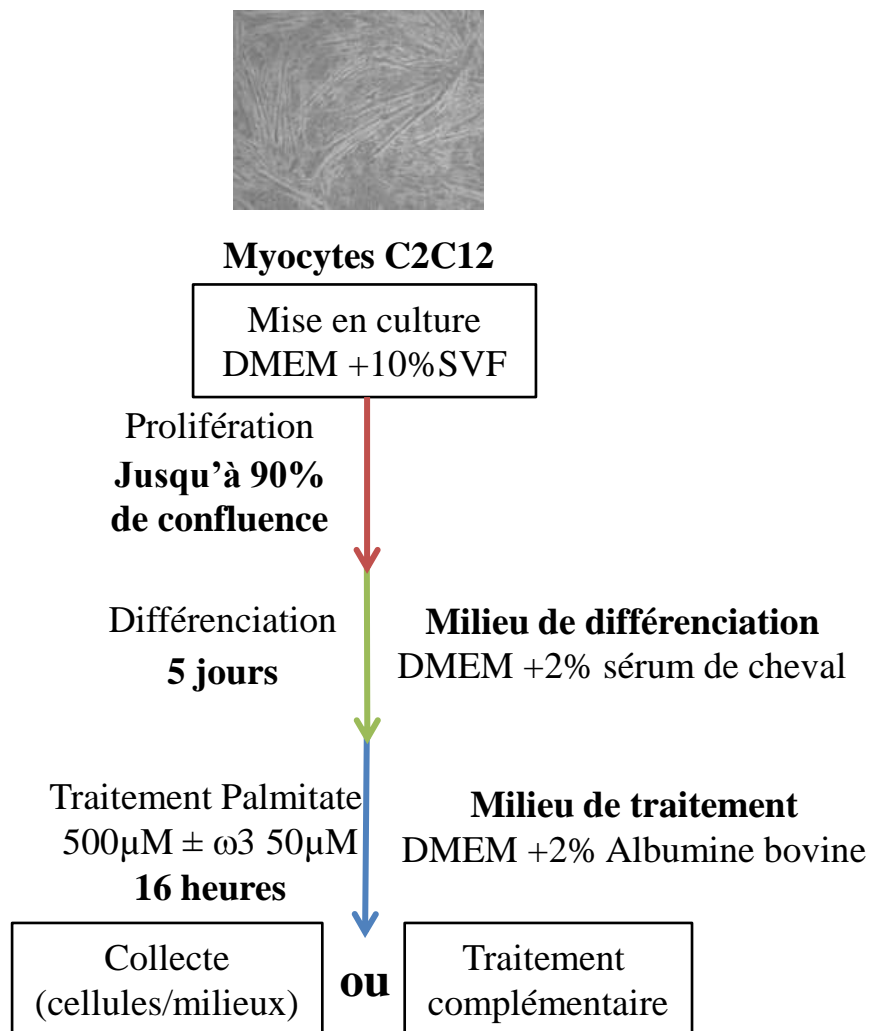 Myocytes C2C12
Mise en culture
DMEM +10%SVF
Prolifération
Jusqu’à 90%
de confluence
Différenciation
5 jours
Milieu de différenciation
DMEM +2% sérum de cheval
Traitement Palmitate
500µM ± ω3 50µM
16 heures
Milieu de traitement
DMEM +2% Albumine bovine
Collecte
(cellules/milieux)
ou
Traitement
complémentaire